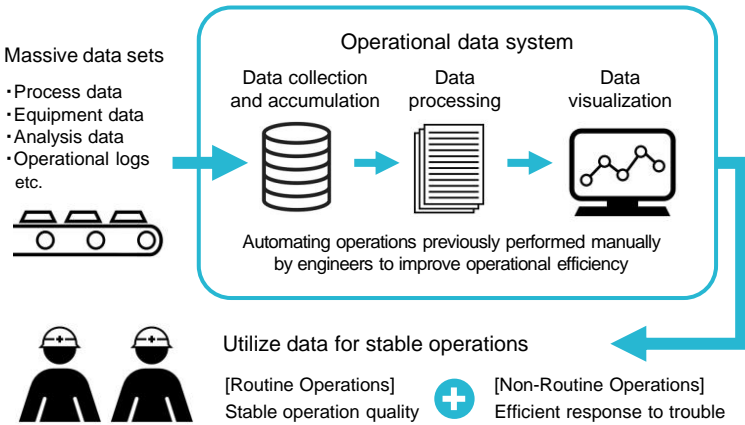 Massive data sets
・Process data
・Equipment data
・Analysis data
・Operational logs
etc.
Operational data system
Data collection
and accumulation
Data
processing
Data
visualization
Automating operations previously performed manually
by engineers to improve operational efficiency
Utilize data for stable operations
[Routine Operations]
Stable operation quality
[Non-Routine Operations]
Efficient response to trouble